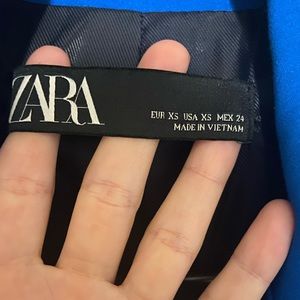 ZARA
EUR XS USA XS MEX 24
MADE IN VIETNAM